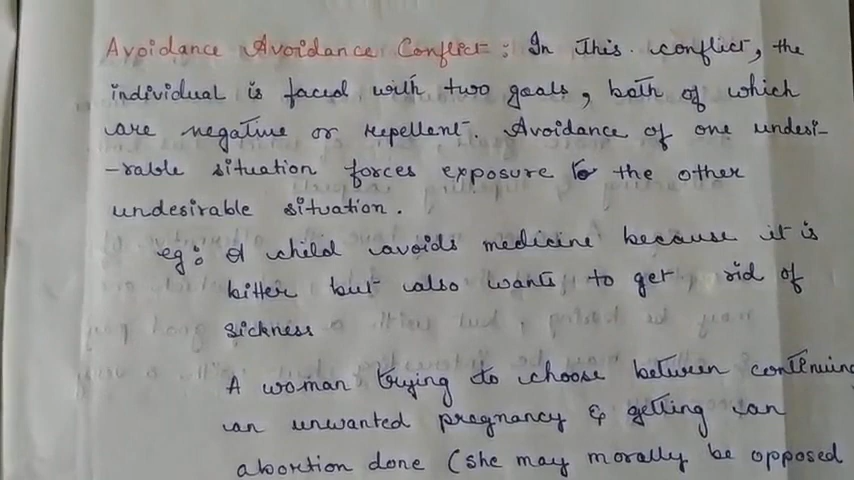 Avoidance Avoidance Conflict : In this conflict, the
individual is faced with two goals, both of which
are negative or repellent. Avoidance of one undesi-
-rable situation forces exposure to the other
undesirable situation.
eg: A child avoids medicine because it is
bitter but also wants to get rid of
sickness
A woman trying to choose between continuing
an unwanted pregnancy & getting an
abortion done (she may morally be opposed